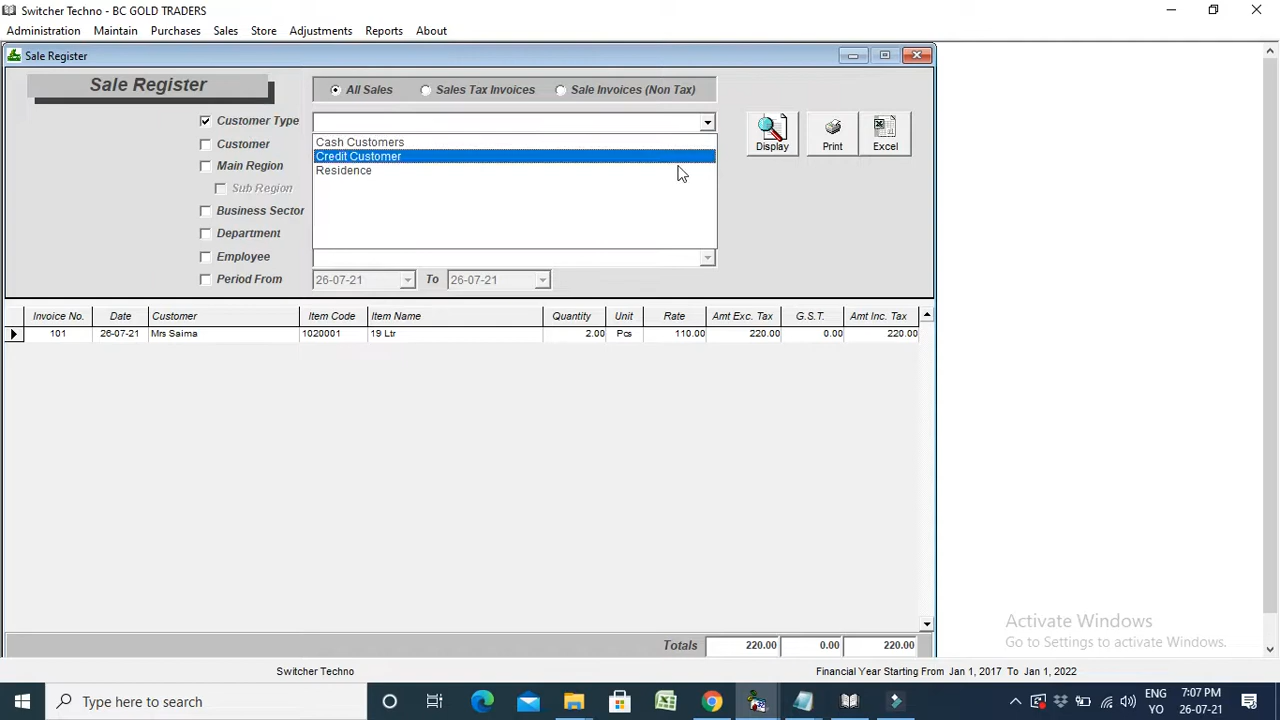 Switcher Techno - BC GOLD TRADERS
Administration Maintain Purchases Sales Store Adjustments Reports About
Sale Register
Sale Register
All Sales Sales Tax Invoices Sale Invoices (Non Tax)
Customer Type
Cash Customers
Credit Customer
Residence
Customer
Main Region
Sub Region
Business Sector
Department
Employee
Period From 26-07-21 To 26-07-21
Display Print Excel
Invoice No. Date Customer Item Code Item Name Quantity Unit Rate Amt Exc. Tax G.S.T. Amt Inc. Tax
101 26-07-21 Mrs Saima 1020001 19 Ltr 2.00 Pcs 110.00 220.00 0.00 220.00
Totals 220.00 0.00 220.00
Activate Windows
Go to Settings to activate Windows.
Switcher Techno Financial Year Starting From Jan 1, 2017 To Jan 1, 2022
Type here to search
ENG
YO
7:07 PM
26-07-21